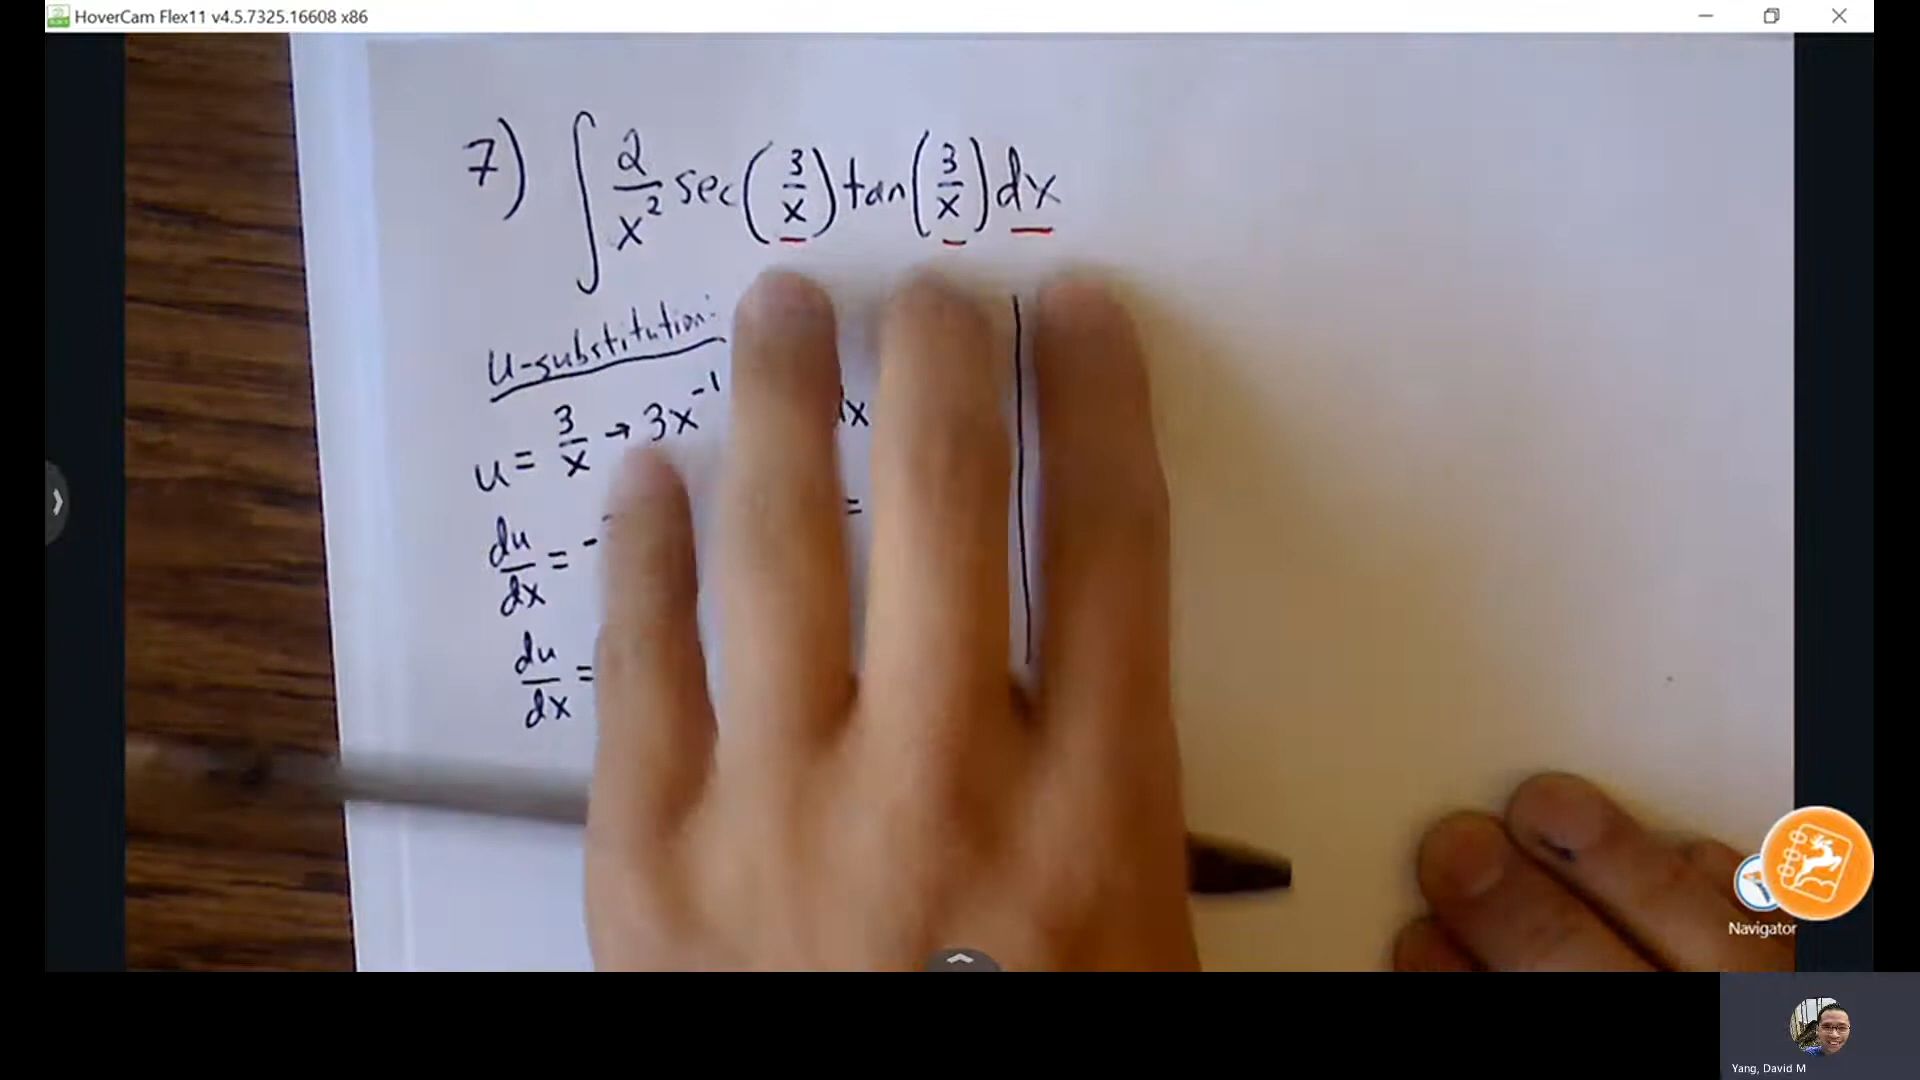 HoverCam Flex11 v4.5.7325.16608 x86
7) ∫ 2/x² sec(3/x) tan(3/x) dx
u-substitution:
u = 3/x → 3x⁻¹
dx
du/dx = -
=
du/dx =
Navigator
Yang, David M